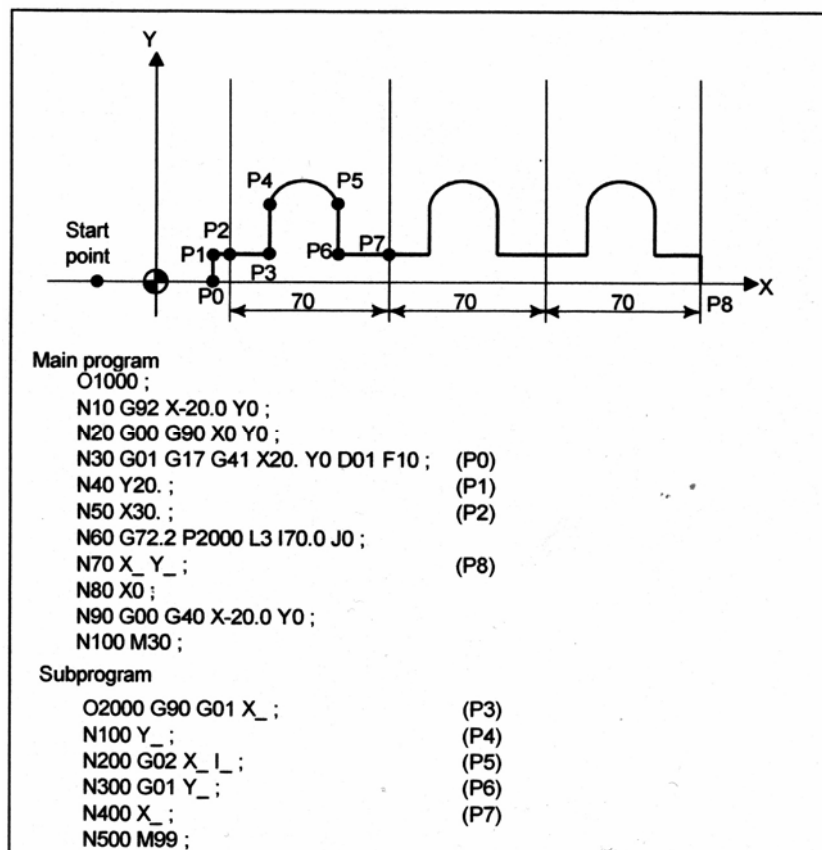 Y
P4 P5
Start
point
P2
P1 P3 P6 P7
P0 X
70 70 70 P8
Main program
O1000 ;
N10 G92 X-20.0 Y0 ;
N20 G00 G90 X0 Y0 ;
N30 G01 G17 G41 X20. Y0 D01 F10 ; (P0)
N40 Y20. ; (P1)
N50 X30. ; (P2)
N60 G72.2 P2000 L3 I70.0 J0 ;
N70 X_ Y_ ; (P8)
N80 X0 ;
N90 G00 G40 X-20.0 Y0 ;
N100 M30 ;
Subprogram
O2000 G90 G01 X_ ; (P3)
N100 Y_ ; (P4)
N200 G02 X_ I_ ; (P5)
N300 G01 Y_ ; (P6)
N400 X_ ; (P7)
N500 M99 ;